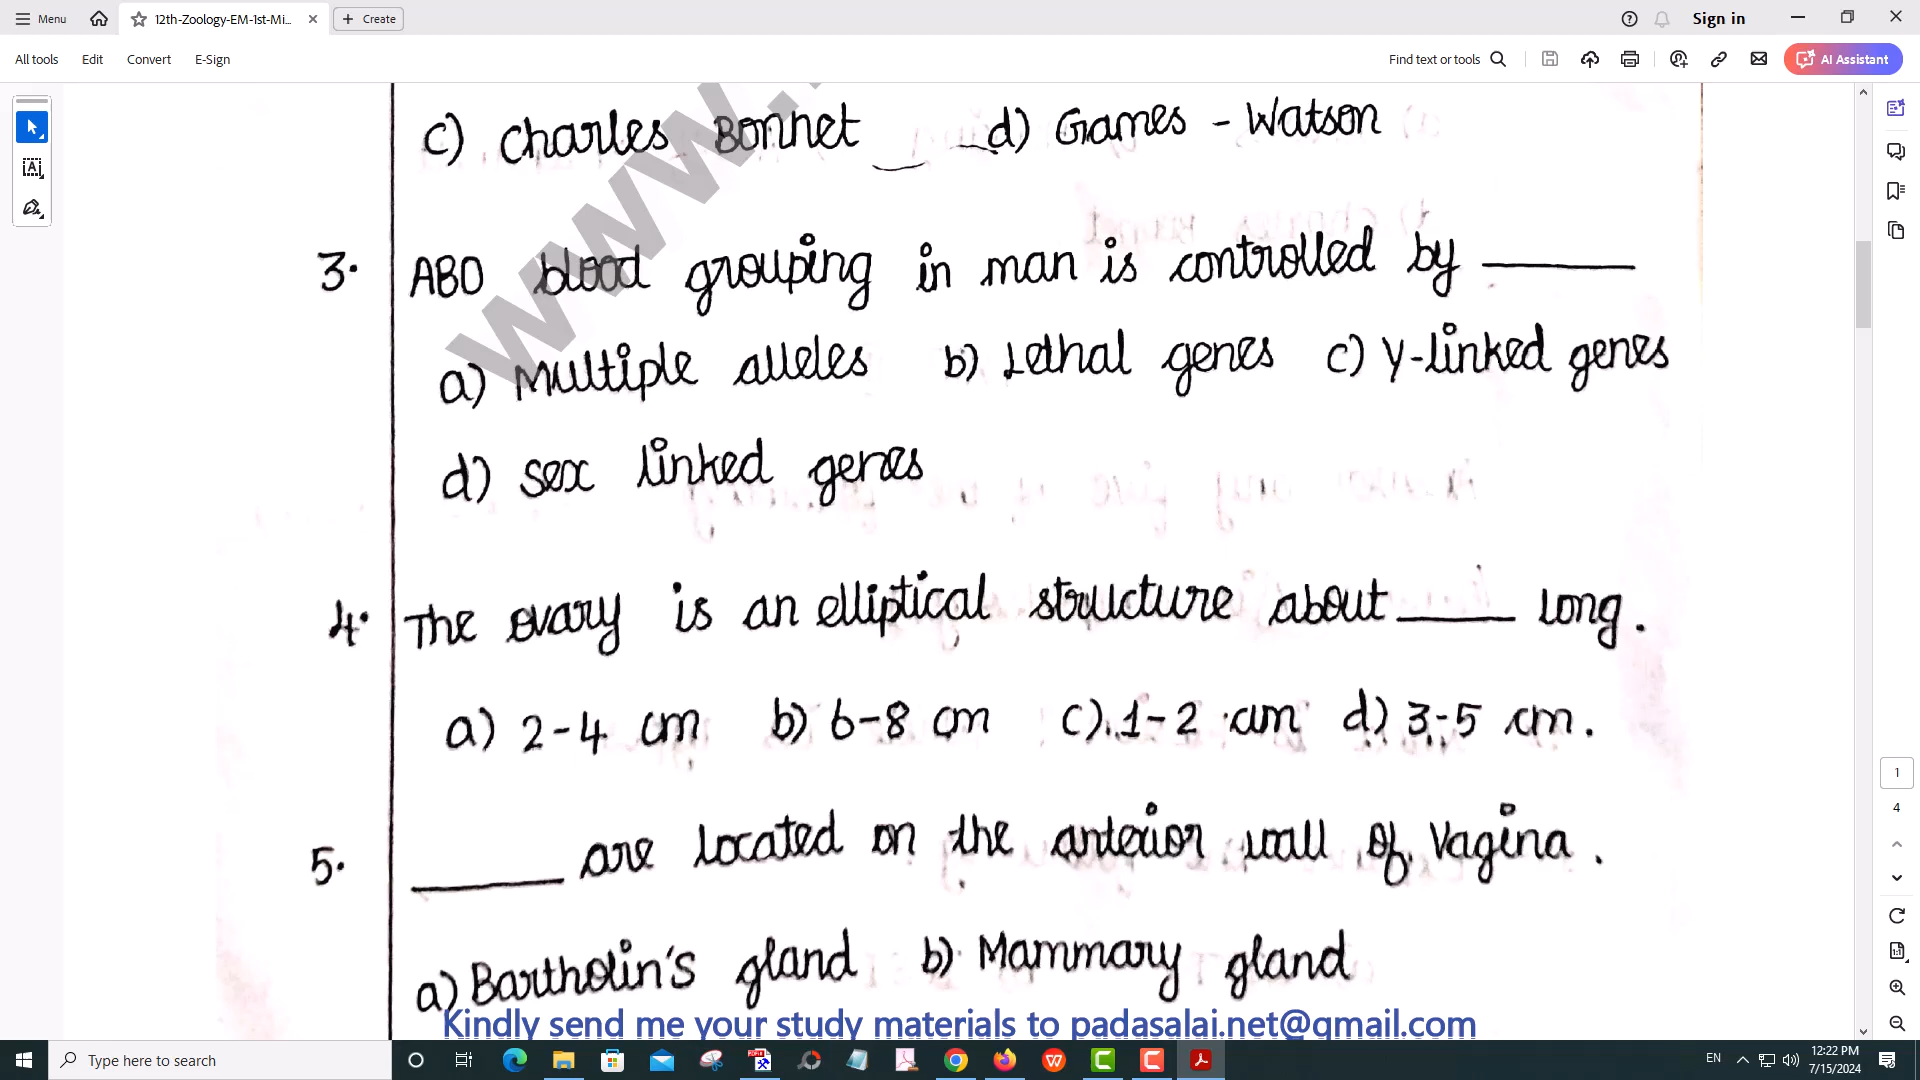 Menu
12th-Zoology-EM-1st-Mi...
Create
Sign in
All tools
Edit
Convert
E-Sign
Find text or tools
AI Assistant
c) Charles Bonnet d) Games - Watson
3. ABO blood grouping in man is controlled by ______
a) Multiple alleles b) Lethal genes c) Y-linked genes
d) Sex linked genes
4. The ovary is an elliptical structure about ______ long.
a) 2-4 cm b) 6-8 cm c) 1-2 cm d) 3-5 cm.
5. ______ are located on the anterior wall of Vagina.
a) Bartholin's gland b) Mammary gland
Kindly send me your study materials to padasalai.net@gmail.com
www.
1
4
Type here to search
EN
12:22 PM
7/15/2024